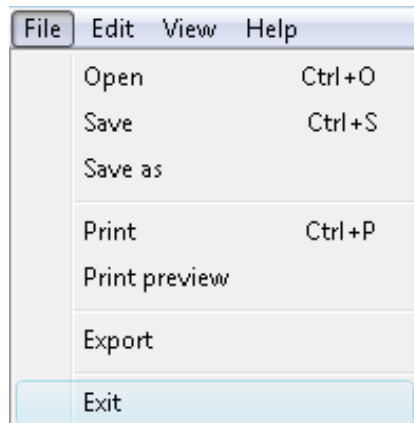 File Edit View Help
Open Ctrl+O
Save Ctrl+S
Save as
Print Ctrl+P
Print preview
Export
Exit